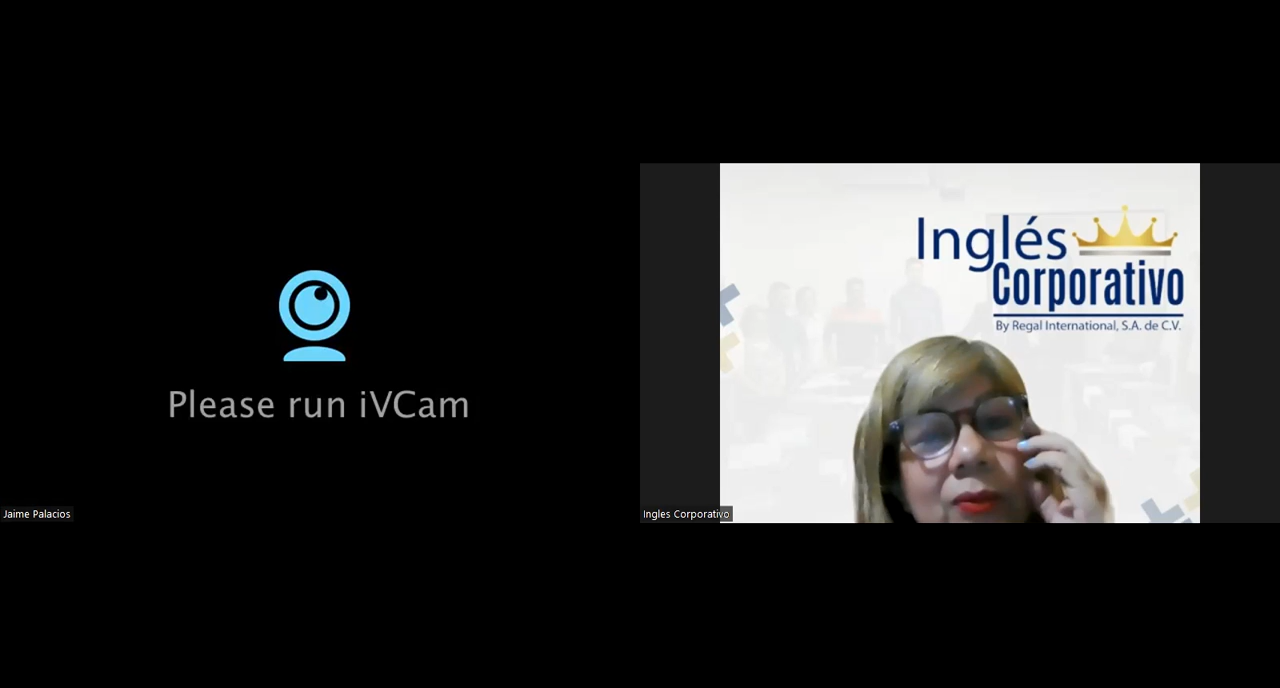 Please run iVCam
Jaime Palacios
Inglés
Corporativo
By Regal International, S.A. de C.V.
Ingles Corporativo